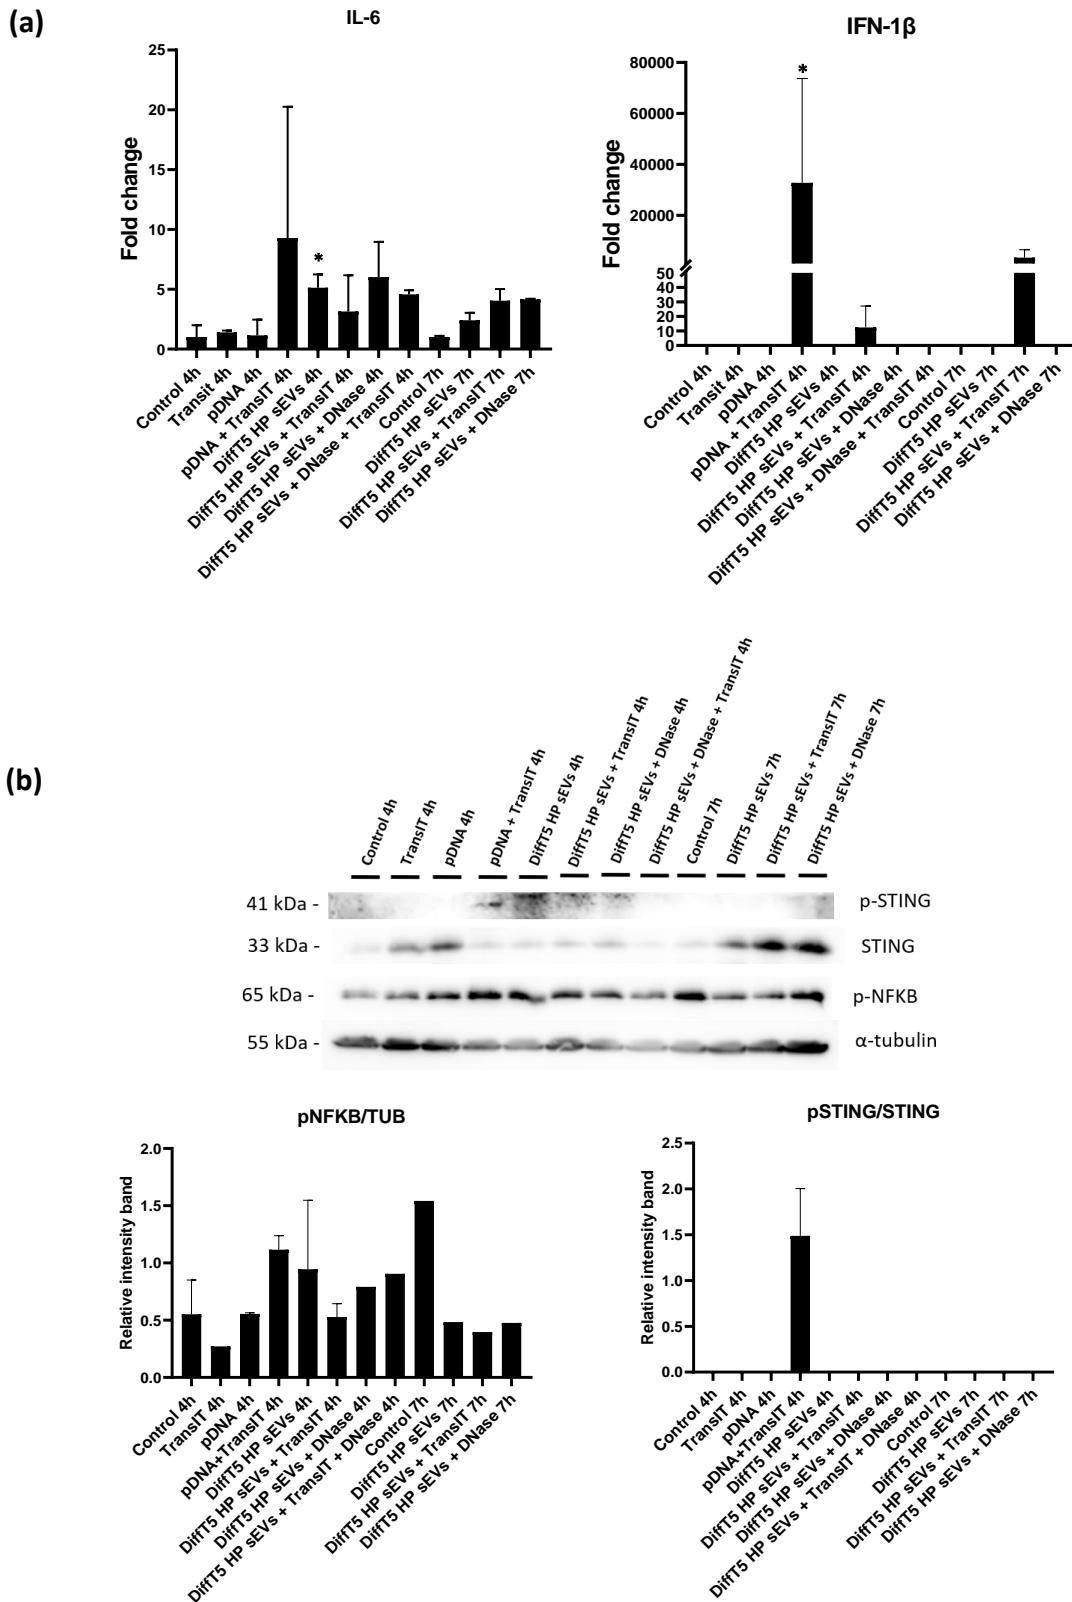 (a)
IL-6
Fold change
25
20
15
10
5
0
Control 4h
Transit 4h
pDNA 4h
pDNA + TransIT 4h
DiffT5 HP sEVs 4h
DiffT5 HP sEVs + TransIT 4h
DiffT5 HP sEVs + DNase 4h
DiffT5 HP sEVs + DNase + TransIT 4h
Control 7h
DiffT5 HP sEVs 7h
DiffT5 HP sEVs + TransIT 7h
DiffT5 HP sEVs + DNase 7h
*
IFN-1β
Fold change
80000
60000
40000
20000
50
40
30
20
10
0
*
Control 4h
Transit 4h
pDNA 4h
pDNA + TransIT 4h
DiffT5 HP sEVs 4h
DiffT5 HP sEVs + TransIT 4h
DiffT5 HP sEVs + DNase 4h
DiffT5 HP sEVs + DNase + TransIT 4h
Control 7h
DiffT5 HP sEVs 7h
DiffT5 HP sEVs + TransIT 7h
DiffT5 HP sEVs + DNase 7h
(b)
Control 4h
TransIT 4h
pDNA 4h
pDNA + TransIT 4h
DiffT5 HP sEVs 4h
DiffT5 HP sEVs + TransIT 4h
DiffT5 HP sEVs + DNase 4h
DiffT5 HP sEVs + DNase + TransIT 4h
Control 7h
DiffT5 HP sEVs 7h
DiffT5 HP sEVs + TransIT 7h
DiffT5 HP sEVs + DNase 7h
41 kDa - p-STING
33 kDa - STING
65 kDa - p-NFKB
55 kDa - α-tubulin
pNFKB/TUB
Relative intensity band
2.0
1.5
1.0
0.5
0.0
Control 4h
TransIT 4h
pDNA 4h
pDNA+TransIT 4h
DiffT5 HP sEVs 4h
DiffT5 HP sEVs + TransIT 4h
DiffT5 HP sEVs + DNase 4h
DiffT5 HP sEVs + TransIT + DNase 4h
Control 7h
DiffT5 HP sEVs 7h
DiffT5 HP sEVs + TransIT 7h
DiffT5 HP sEVs + DNase 7h
pSTING/STING
Relative intensity band
2.5
2.0
1.5
1.0
0.5
0.0
Control 4h
TransIT 4h
pDNA 4h
pDNA+TransIT 4h
DiffT5 HP sEVs 4h
DiffT5 HP sEVs + TransIT 4h
DiffT5 HP sEVs + DNase 4h
DiffT5 HP sEVs + TransIT + DNase 4h
Control 7h
DiffT5 HP sEVs 7h
DiffT5 HP sEVs + TransIT 7h
DiffT5 HP sEVs + DNase 7h